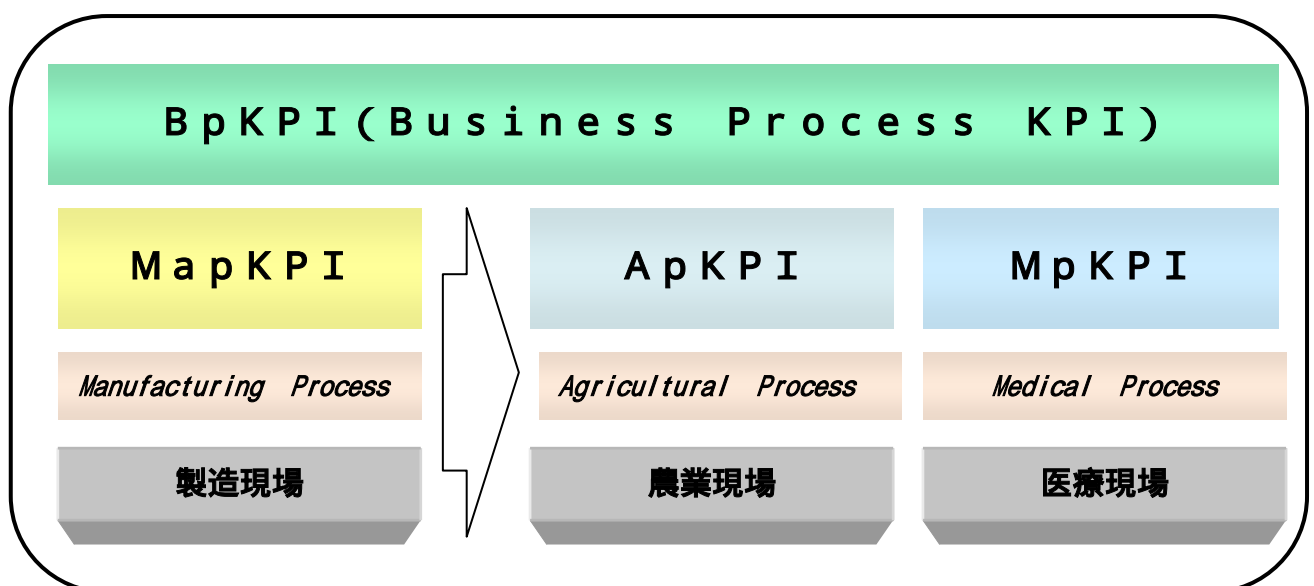 BpKPI(Business Process KPI)
MapKPI
ApKPI
MpKPI
Manufacturing Process
Agricultural Process
Medical Process
製造現場
農業現場
医療現場